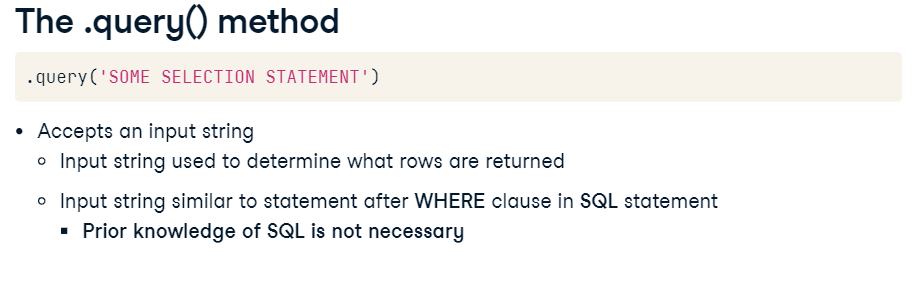 The .query() method
.query('SOME SELECTION STATEMENT')
Accepts an input string
Input string used to determine what rows are returned
Input string similar to statement after WHERE clause in SQL statement
Prior knowledge of SQL is not necessary